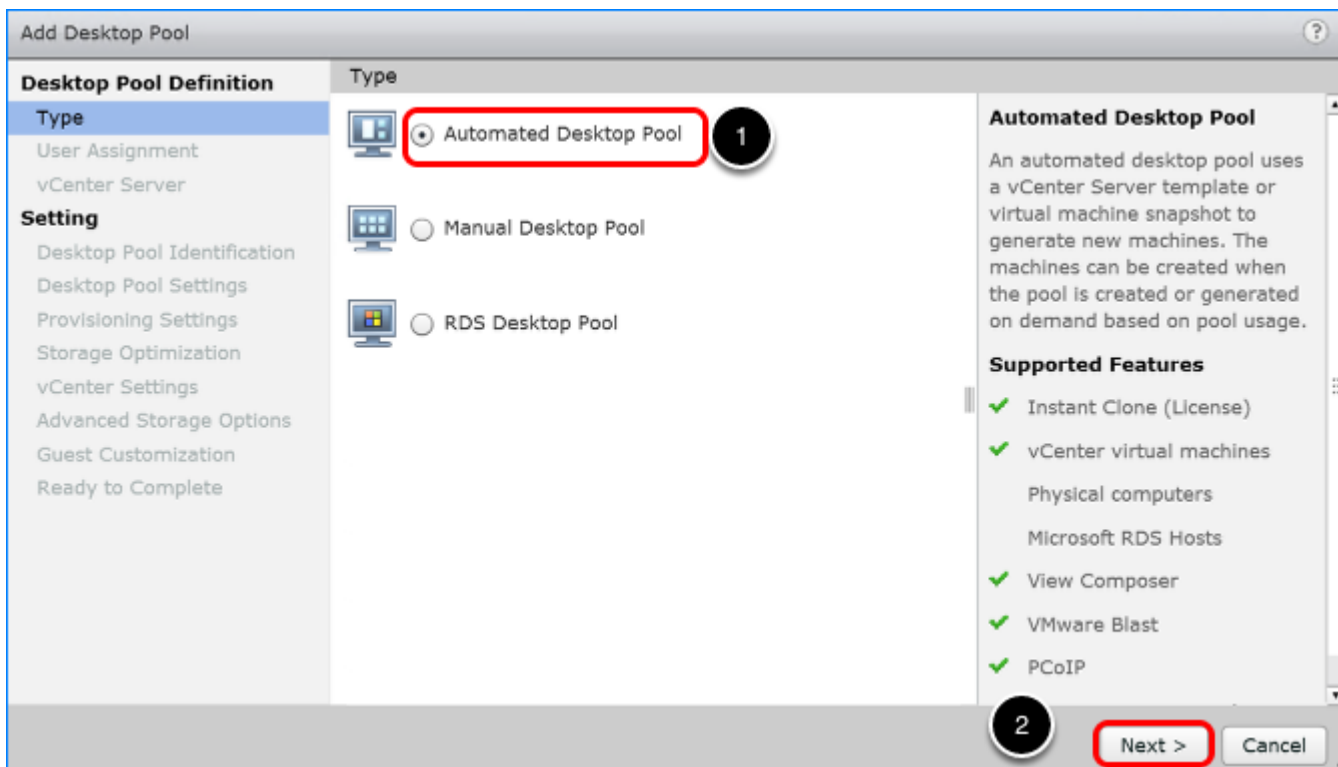 Add Desktop Pool
?
Desktop Pool Definition
Type
User Assignment
vCenter Server
Setting
Desktop Pool Identification
Desktop Pool Settings
Provisioning Settings
Storage Optimization
vCenter Settings
Advanced Storage Options
Guest Customization
Ready to Complete
Type
Automated Desktop Pool
1
Manual Desktop Pool
RDS Desktop Pool
Automated Desktop Pool
An automated desktop pool uses
a vCenter Server template or
virtual machine snapshot to
generate new machines. The
machines can be created when
the pool is created or generated
on demand based on pool usage.
Supported Features
Instant Clone (License)
vCenter virtual machines
Physical computers
Microsoft RDS Hosts
View Composer
VMware Blast
PCoIP
2
Next >
Cancel